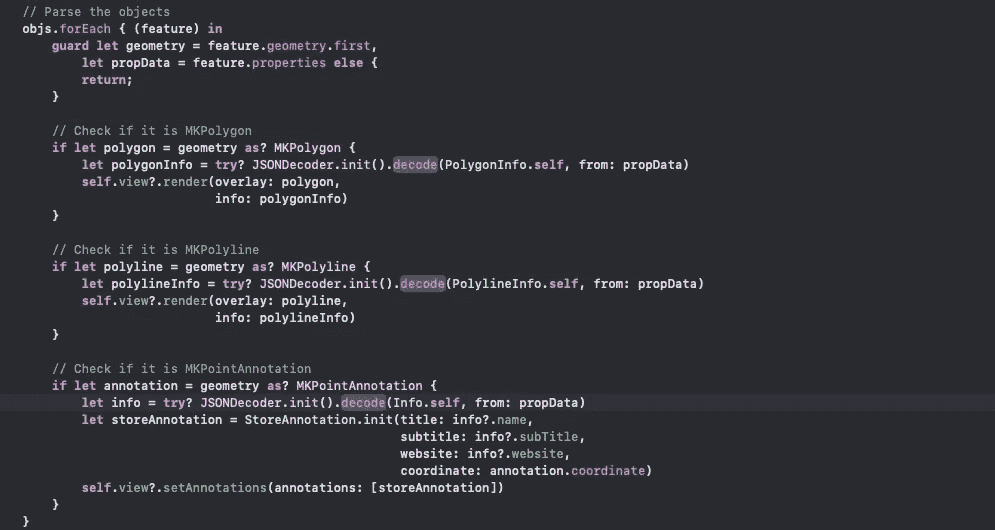 // Parse the objects
objs.forEach { (feature) in
    guard let geometry = feature.geometry.first,
        let propData = feature.properties else {
        return;
    }

    // Check if it is MKPolygon
    if let polygon = geometry as? MKPolygon {
        let polygonInfo = try? JSONDecoder.init().decode(PolygonInfo.self, from: propData)
        self.view?.render(overlay: polygon,
                          info: polygonInfo)
    }

    // Check if it is MKPolyline
    if let polyline = geometry as? MKPolyline {
        let polylineInfo = try? JSONDecoder.init().decode(PolylineInfo.self, from: propData)
        self.view?.render(overlay: polyline,
                          info: polylineInfo)
    }

    // Check if it is MKPointAnnotation
    if let annotation = geometry as? MKPointAnnotation {
        let info = try? JSONDecoder.init().decode(Info.self, from: propData)
        let storeAnnotation = StoreAnnotation.init(title: info?.name,
                                                   subtitle: info?.subTitle,
                                                   website: info?.website,
                                                   coordinate: annotation.coordinate)
        self.view?.setAnnotations(annotations: [storeAnnotation])
    }
}